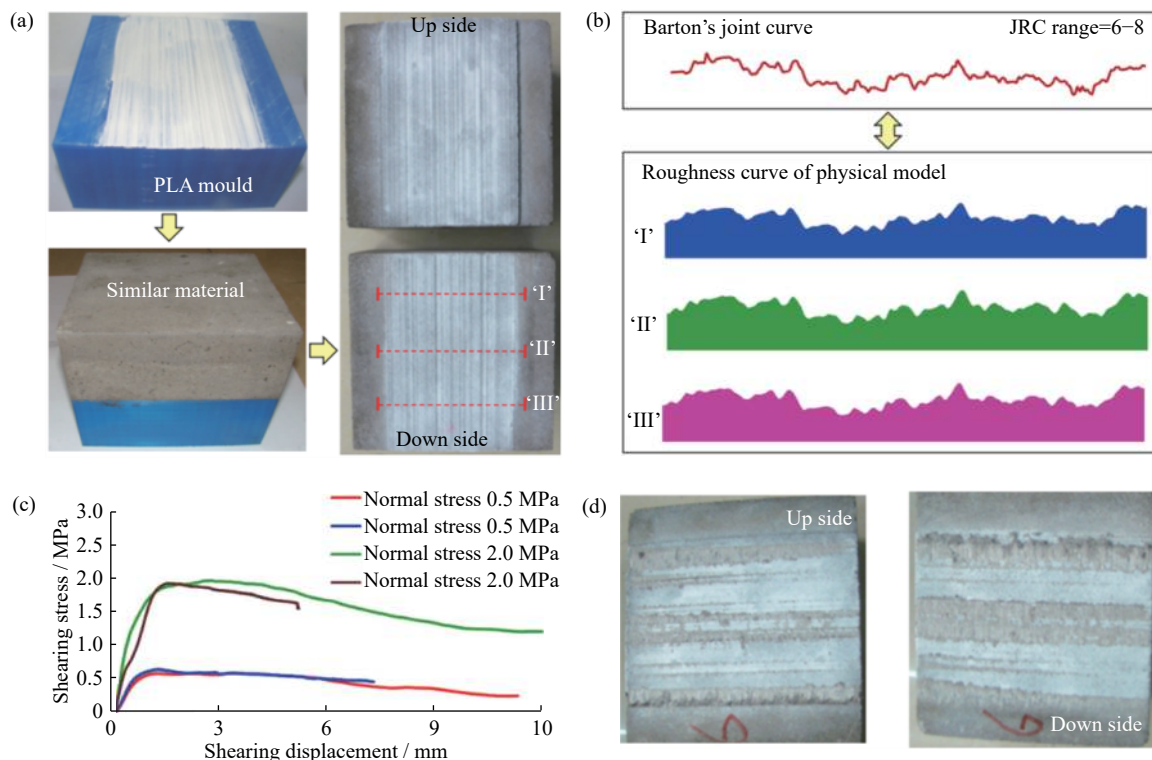 (a)
Up side
PLA mould
Similar material
‘I’
‘II’
‘III’
Down side
(b)
Barton's joint curve
JRC range=6−8
Roughness curve of physical model
‘I’
‘II’
‘III’
(c)
Normal stress 0.5 MPa
Normal stress 0.5 MPa
Normal stress 2.0 MPa
Normal stress 2.0 MPa
3.0
2.5
2.0
1.5
1.0
0.5
0
Shearing stress / MPa
0
3
6
9
10
Shearing displacement / mm
(d)
Up side
Down side